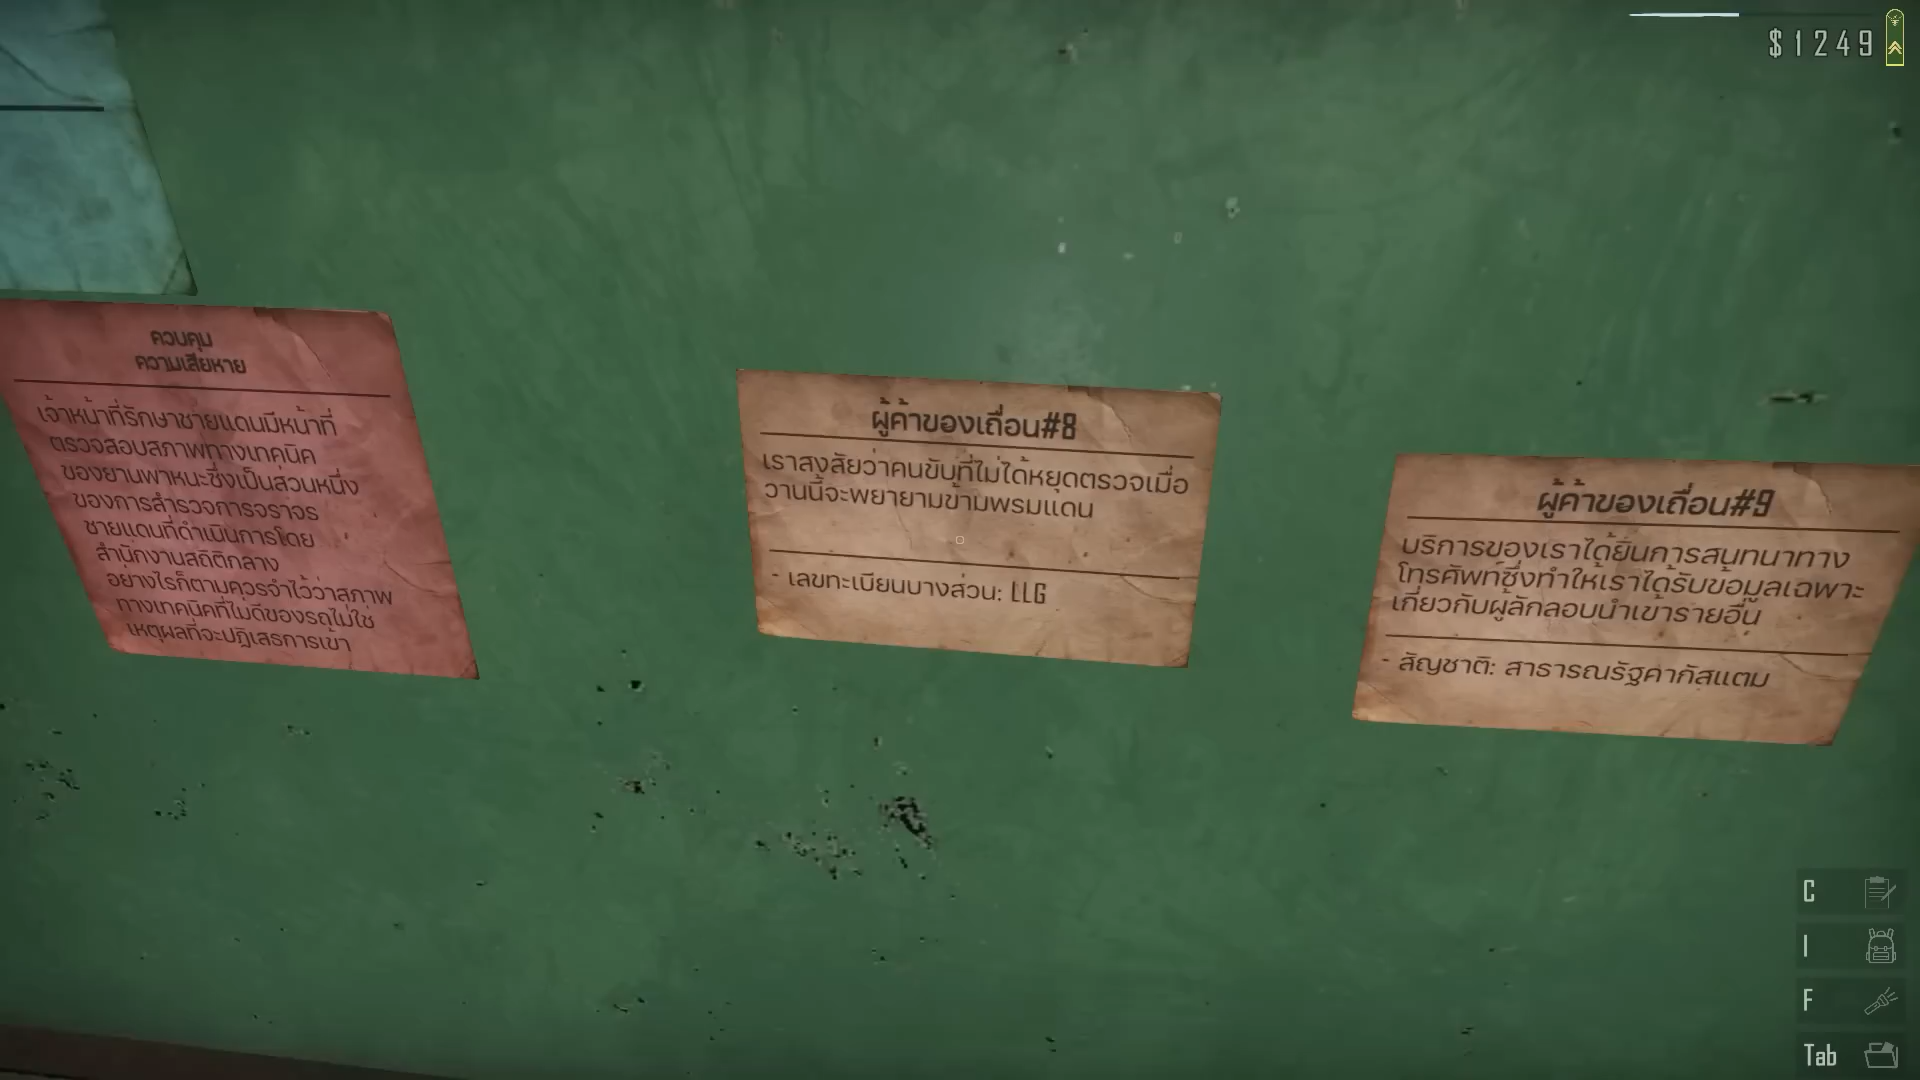 $1249
ควบคุม
ความเสียหาย
เจ้าหน้าที่รักษาชายแดนมีหน้าที่
ตรวจสอบสภาพทางเทคนิค
ของยานพาหนะซึ่งเป็นส่วนหนึ่ง
ของการสำรวจการจราจร
ชายแดนที่ดำเนินการโดย
สำนักงานสถิติกลาง
อย่างไรก็ตามควรจำไว้ว่าสภาพ
ทางเทคนิคที่ไม่ดีของรถไม่ใช่
เหตุผลที่จะปฏิเสธการเข้า
ผู้ค้าของเถื่อน#8
เราสงสัยว่าคนขับที่ไม่ได้หยุดตรวจเมื่อ
วานนี้จะพยายามข้ามพรมแดน
- เลขทะเบียนบางส่วน: LLG
ผู้ค้าของเถื่อน#9
บริการของเราได้ยินการสนทนาทาง
โทรศัพท์ซึ่งทำให้เราได้รับข้อมูลเฉพาะ
เกี่ยวกับผู้ลักลอบนำเข้ารายอื่น
- สัญชาติ: สาธารณรัฐคากัสแตม
C
I
F
Tab